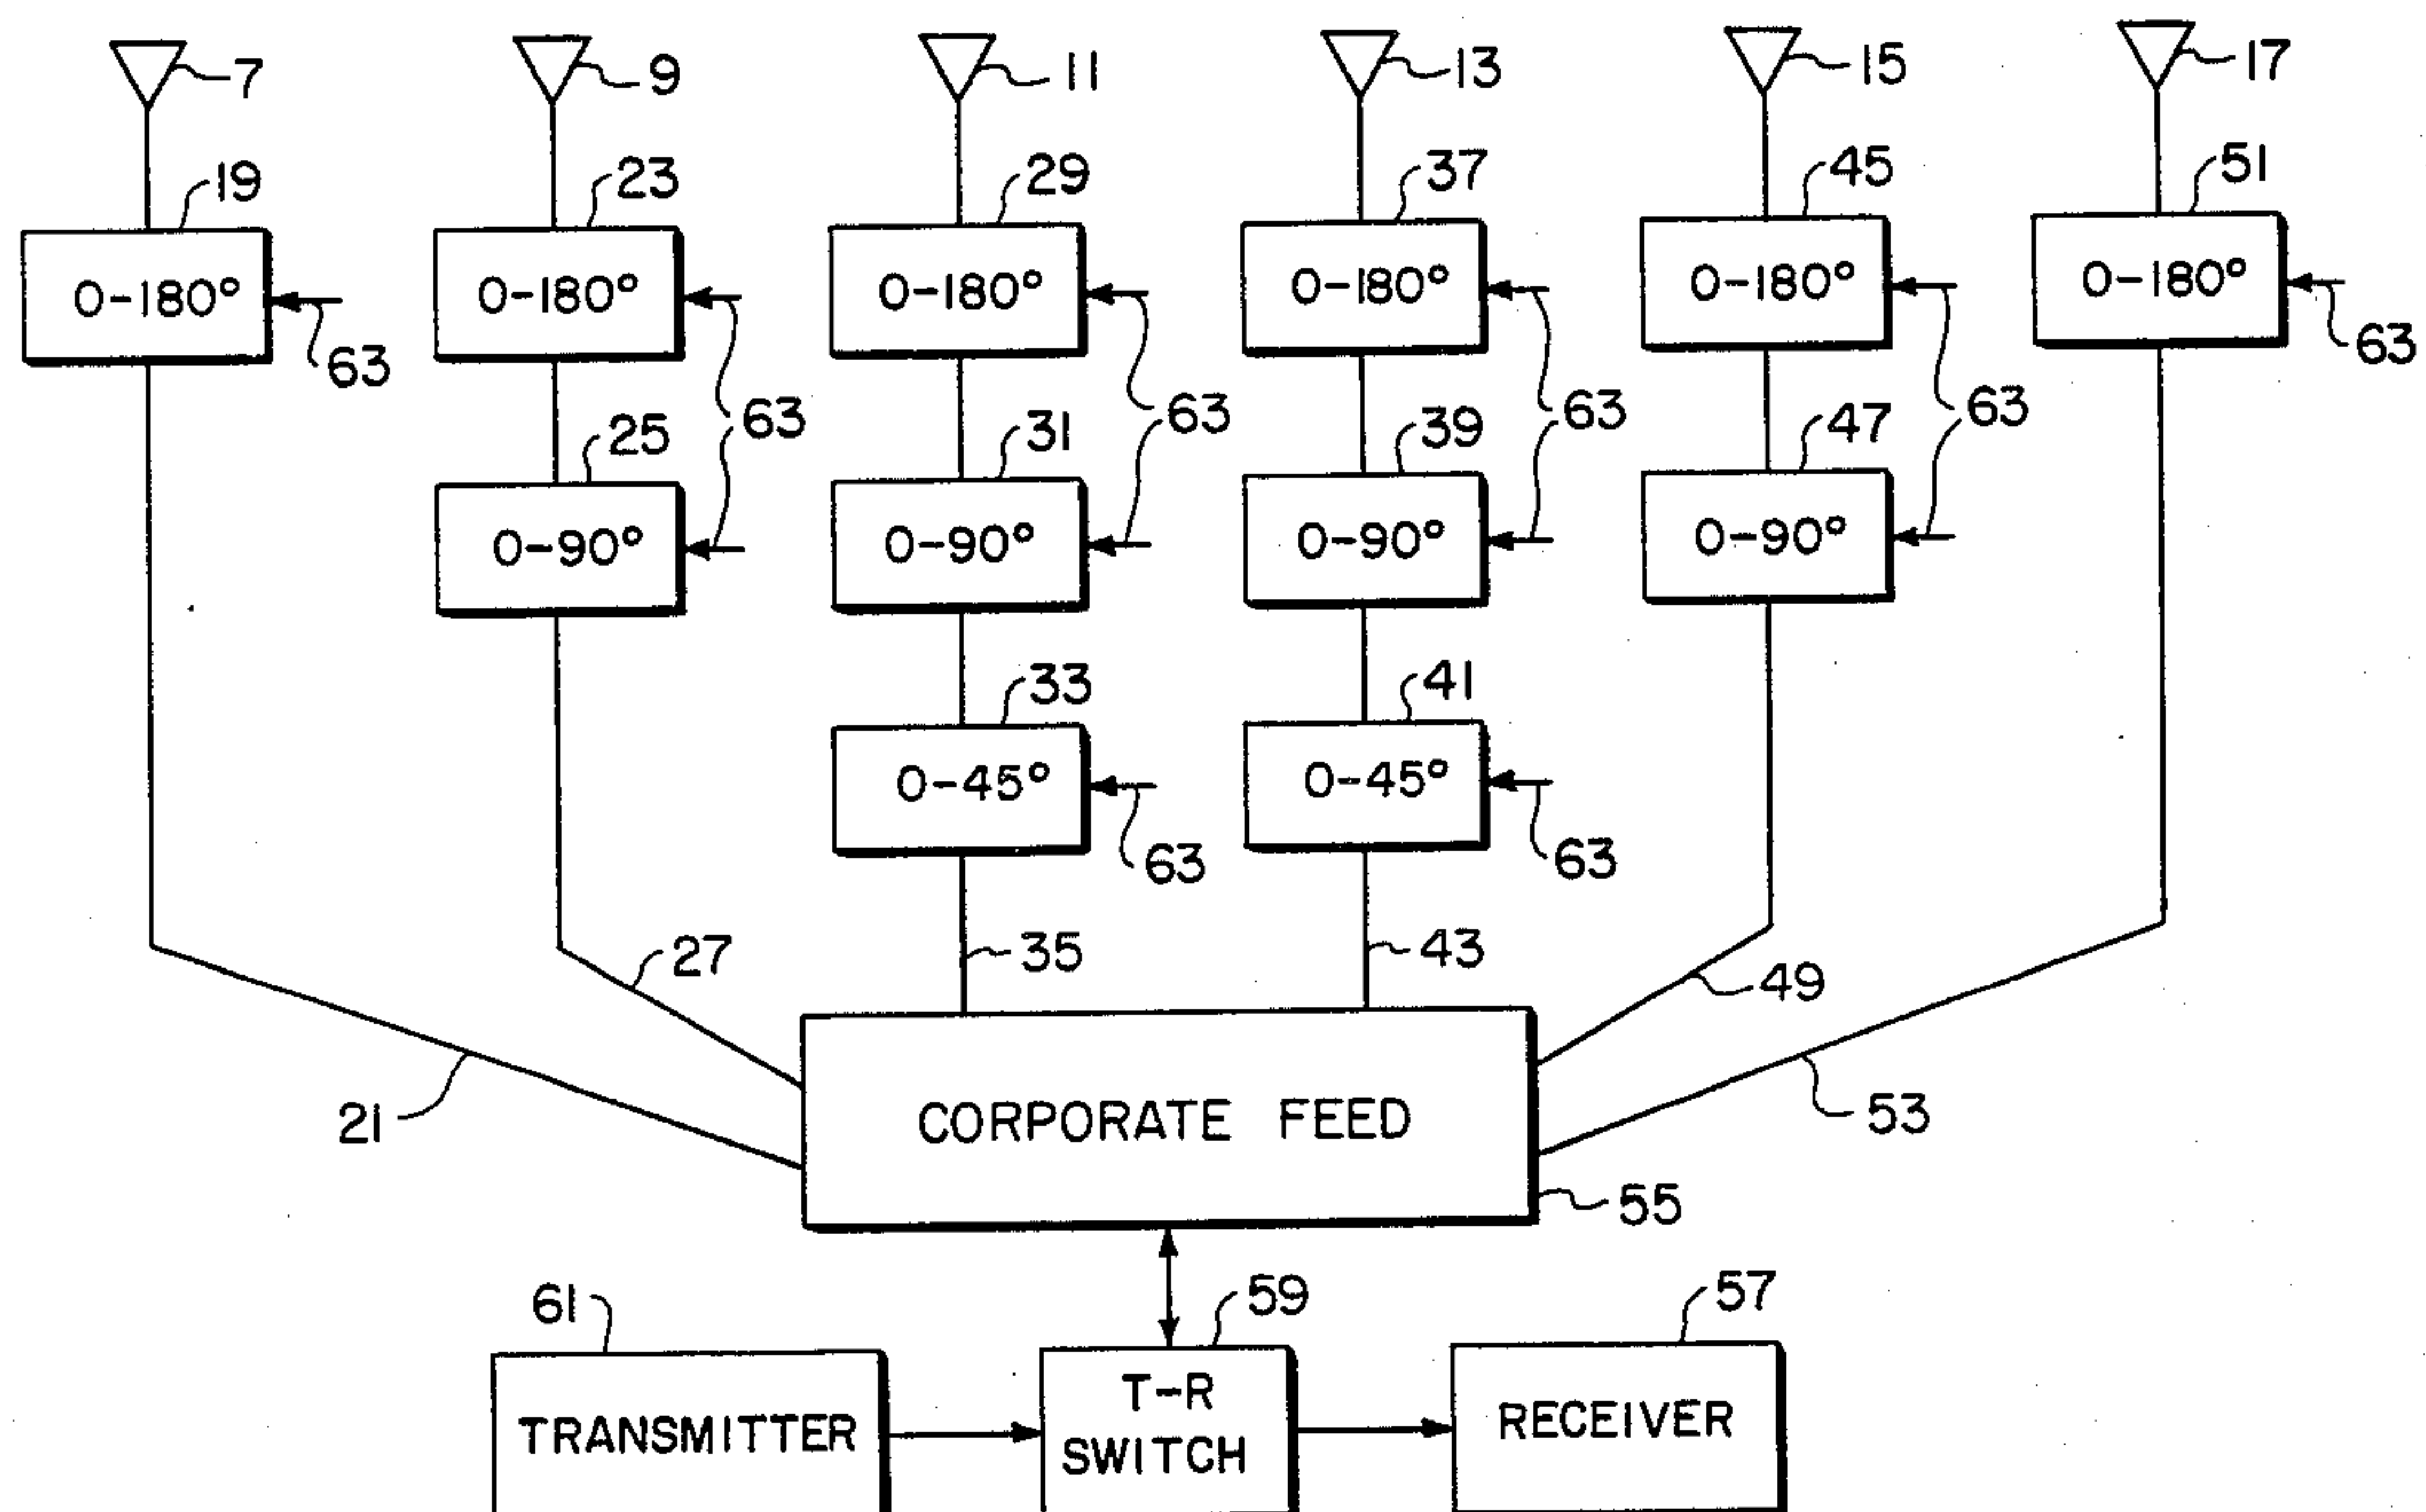 7 9 11 13 15 17
19 23 29 37 45 51
0-180° 0-180° 0-180° 0-180° 0-180° 0-180°
63 63 63 63 63 63
25 31 39 47
0-90° 0-90° 0-90° 0-90°
33 41
0-45° 0-45°
63 63
27 35 43 49
21 CORPORATE FEED 53
55
61 59 57
TRANSMITTER T-R RECEIVER
SWITCH